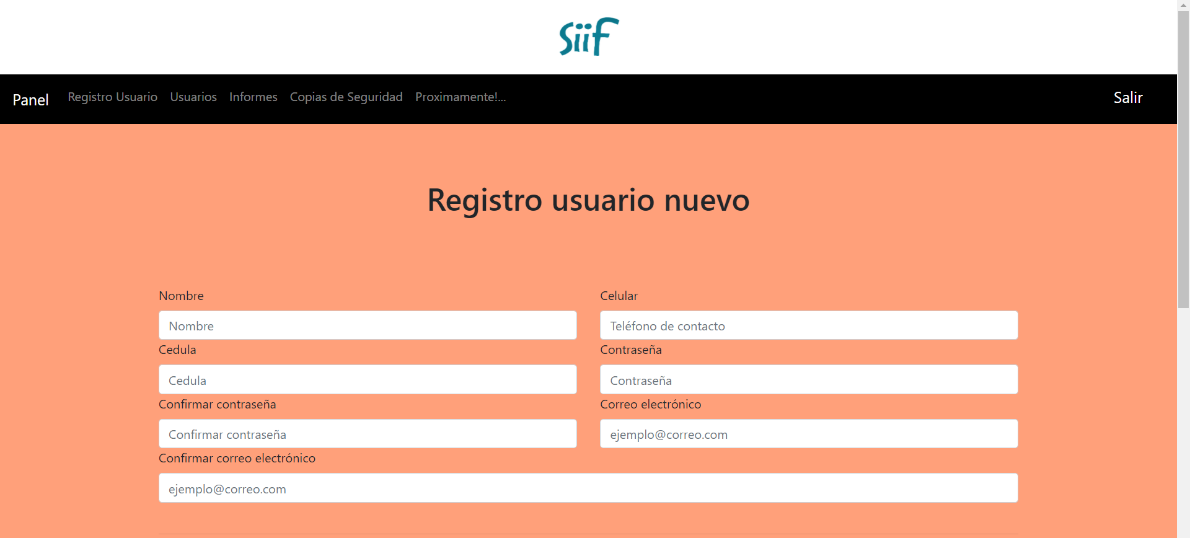 SiiF
Panel Registro Usuario Usuarios Informes Copias de Seguridad Proximamente!... Salir
Registro usuario nuevo
Nombre Celular
Nombre Teléfono de contacto
Cedula Contraseña
Cedula Contraseña
Confirmar contraseña Correo electrónico
Confirmar contraseña ejemplo@correo.com
Confirmar correo electrónico
ejemplo@correo.com